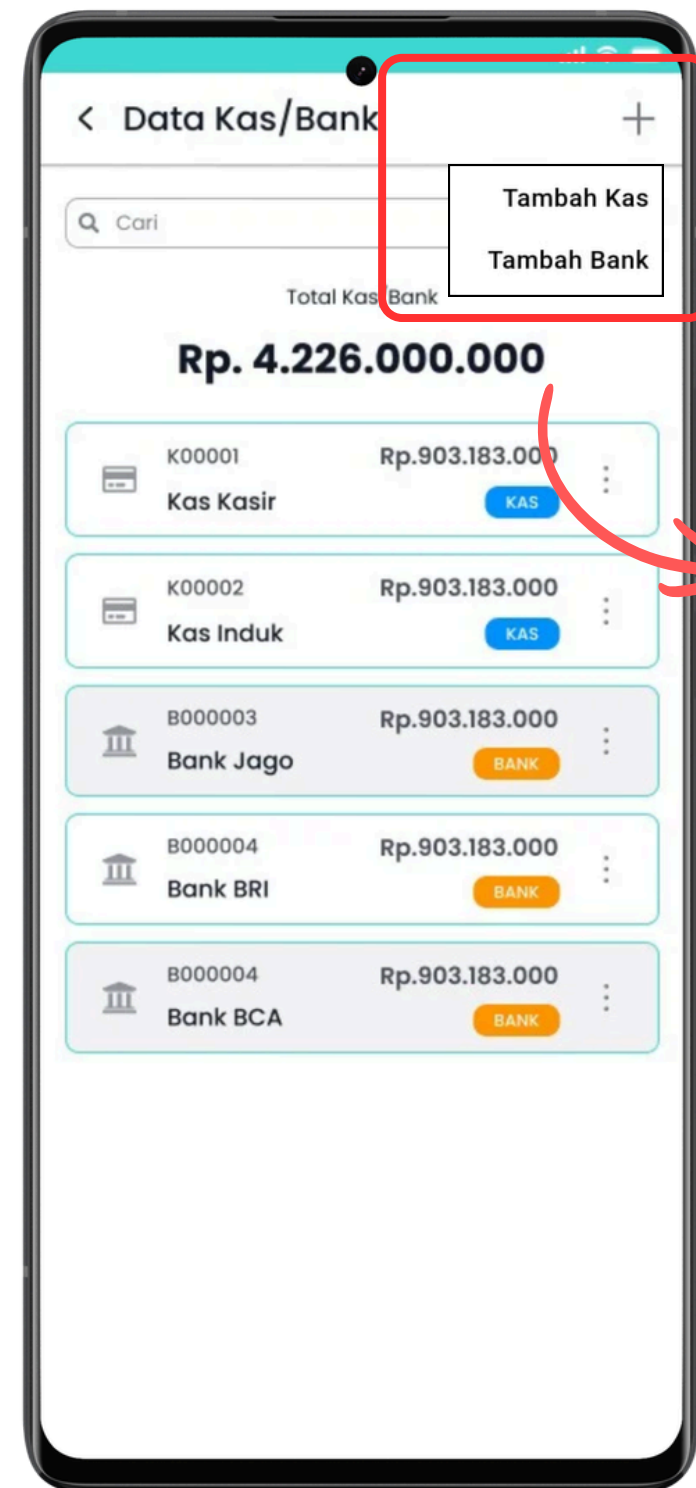 Data Kas/Bank
Tambah Kas
Cari
Tambah Bank
Total Kas/Bank
Rp. 4.226.000.000
K00001 Rp.903.183.000
Kas Kasir KAS
K00002 Rp.903.183.000
Kas Induk KAS
B000003 Rp.903.183.000
Bank Jago BANK
B000004 Rp.903.183.000
Bank BRI BANK
B000004 Rp.903.183.000
Bank BCA BANK